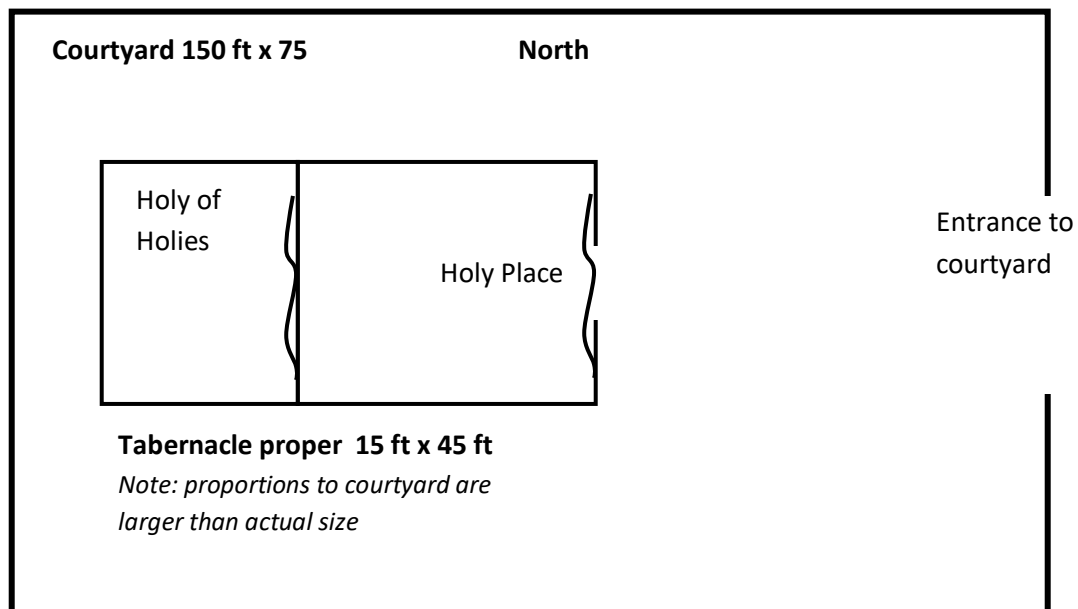 Courtyard 150 ft x 75
North
Holy of
Holies
Holy Place
Entrance to
courtyard
Tabernacle proper  15 ft x 45 ft
Note: proportions to courtyard are
larger than actual size